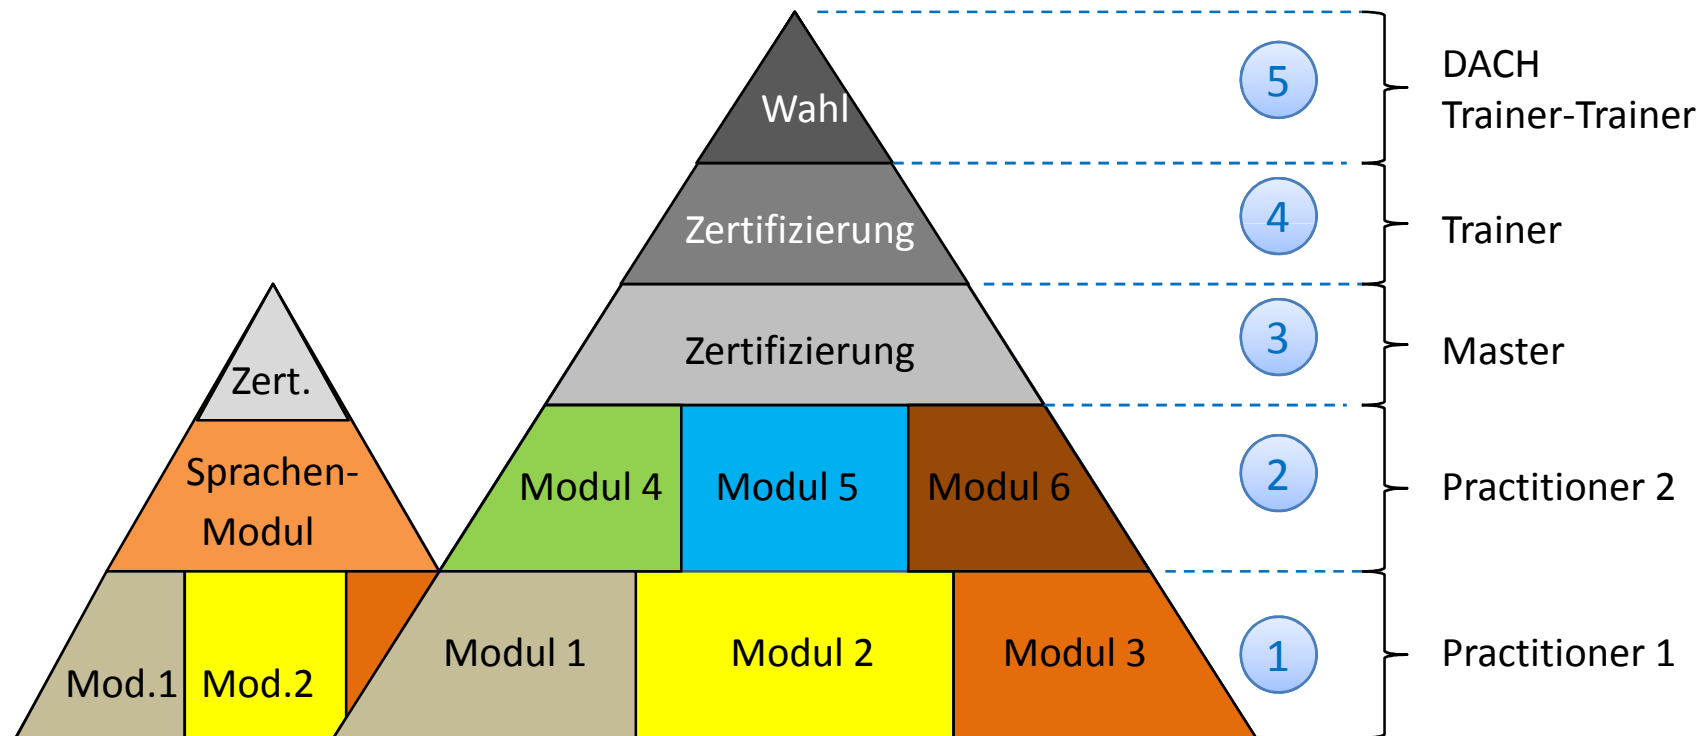 Wahl
5
DACH
Trainer-Trainer
Zertifizierung
4
Trainer
Zertifizierung
3
Master
Zert.
Sprachen-
Modul
Modul 4
Modul 5
Modul 6
2
Practitioner 2
Mod.1
Mod.2
Modul 1
Modul 2
Modul 3
1
Practitioner 1